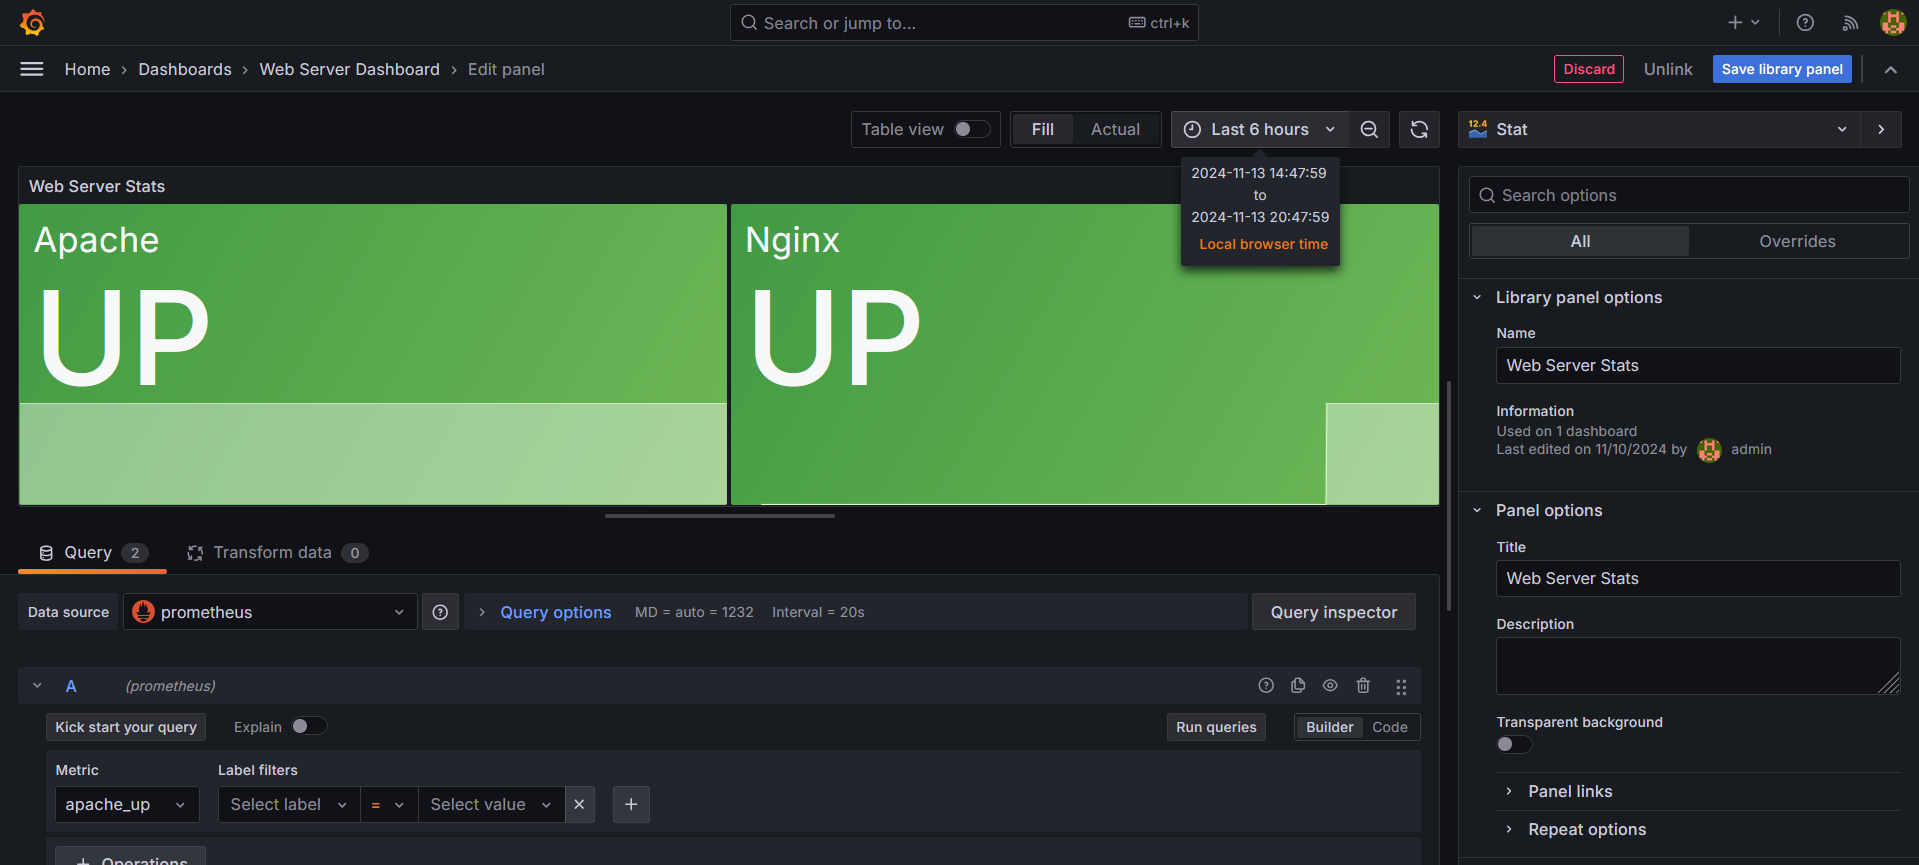 Search or jump to... ctrl+k
Home › Dashboards › Web Server Dashboard › Edit panel Discard Unlink Save library panel
Table view Fill Actual Last 6 hours 12.4 Stat
2024-11-13 14:47:59
to
2024-11-13 20:47:59
Local browser time
Web Server Stats
Apache
UP
Nginx
UP
Query 2 Transform data 0
Data source prometheus Query options MD = auto = 1232 Interval = 20s Query inspector
A (prometheus)
Kick start your query Explain Run queries Builder Code
Metric Label filters
apache_up Select label = Select value
+ Operations
Search options
All Overrides
Library panel options
Name
Web Server Stats
Information
Used on 1 dashboard
Last edited on 11/10/2024 by admin
Panel options
Title
Web Server Stats
Description
Transparent background
Panel links
Repeat options